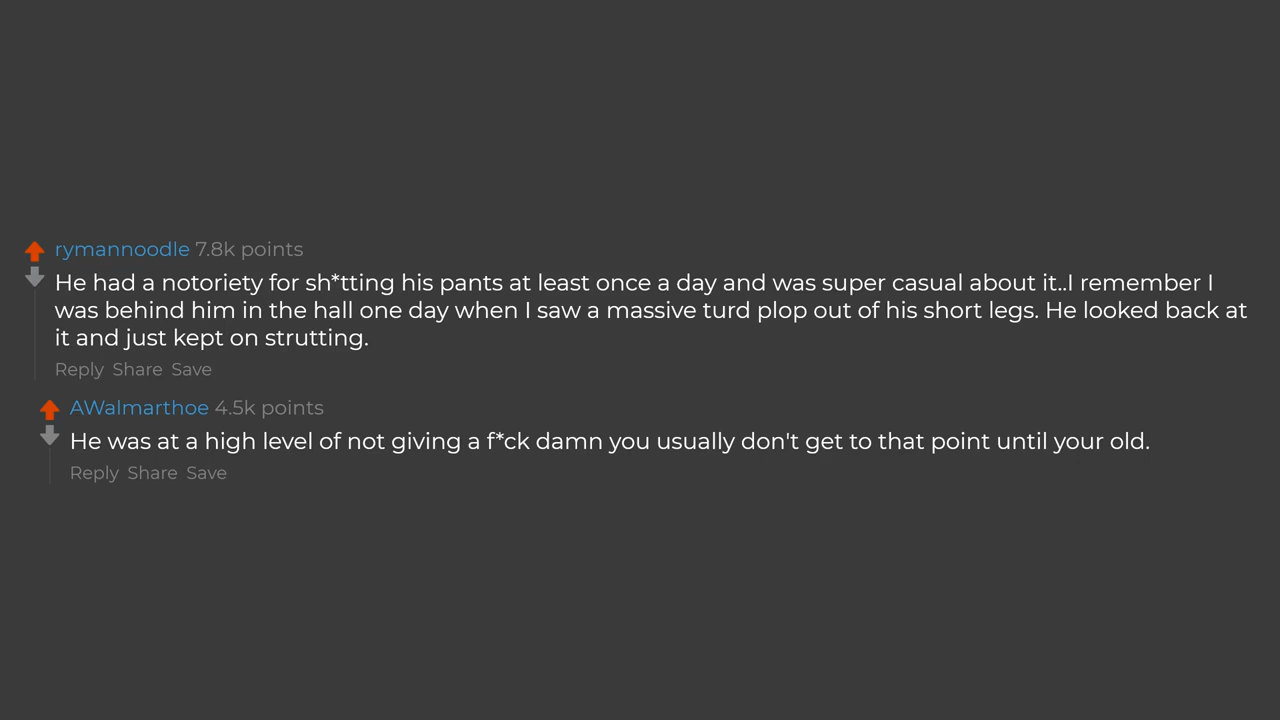 rymannoodle 7.8k points
He had a notoriety for sh*tting his pants at least once a day and was super casual about it..I remember I
was behind him in the hall one day when I saw a massive turd plop out of his short legs. He looked back at
it and just kept on strutting.
Reply Share Save
AWalmarthoe 4.5k points
He was at a high level of not giving a f*ck damn you usually don't get to that point until your old.
Reply Share Save